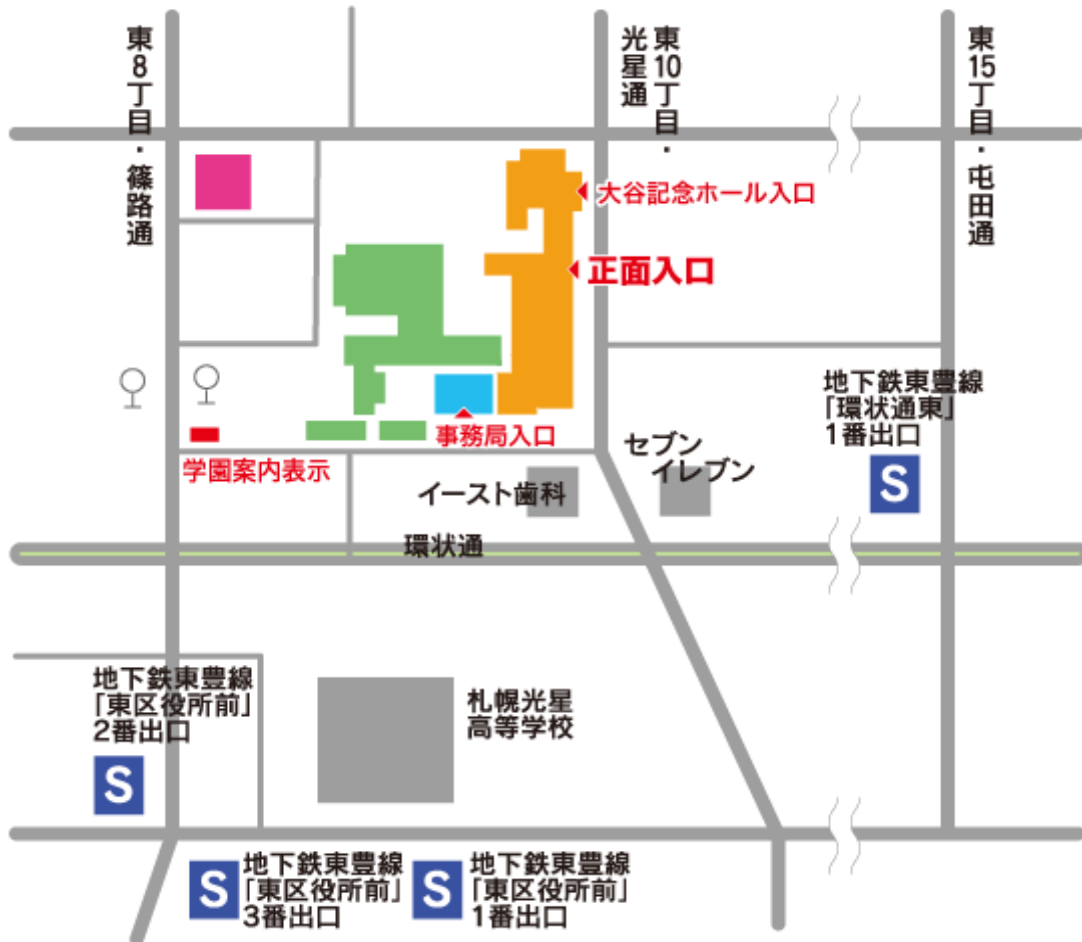 東8丁目・篠路通
東10丁目・
光星通
東15丁目・屯田通
大谷記念ホール入口
正面入口
地下鉄東豊線
「環状通東」
1番出口
S
事務局入口
学園案内表示
セブン
イレブン
イースト歯科
環状通
地下鉄東豊線
「東区役所前」
2番出口
S
札幌光星
高等学校
S
地下鉄東豊線
「東区役所前」
3番出口
S
地下鉄東豊線
「東区役所前」
1番出口